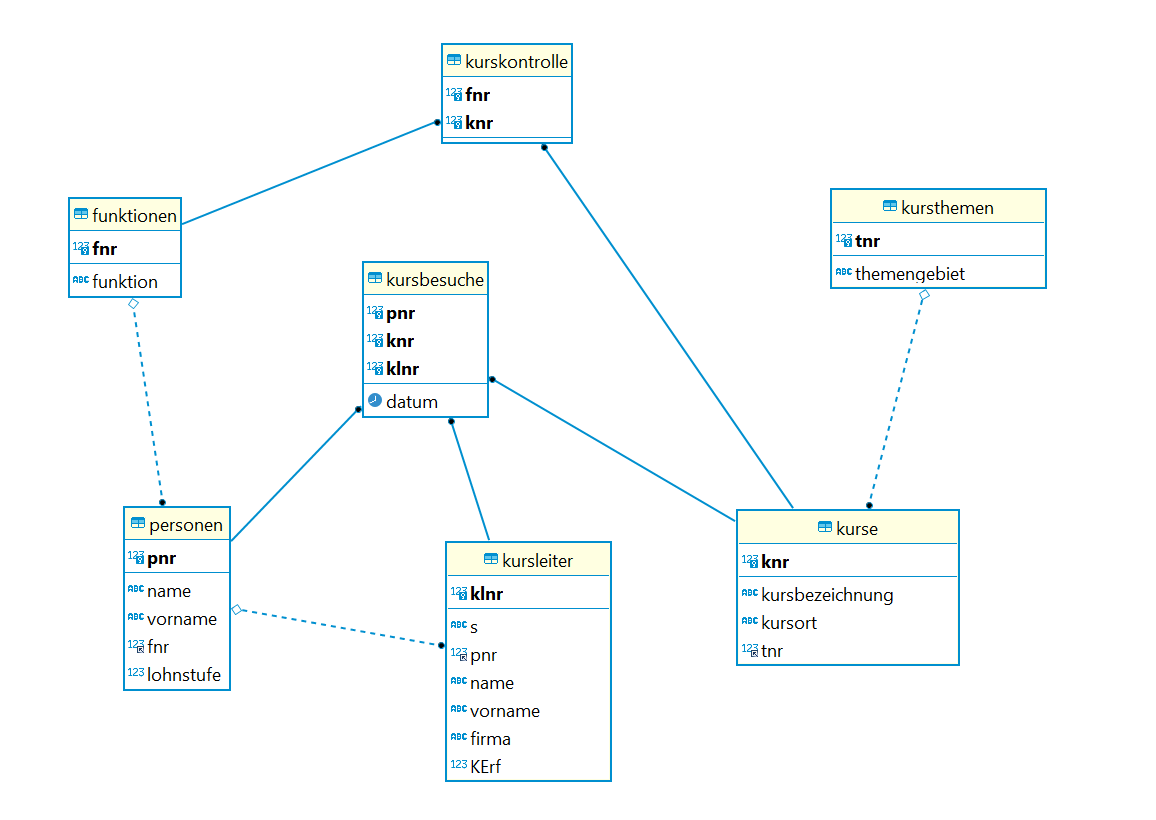 kurskontrolle
123 fnr
123 knr
funktionen
123 fnr
ABC funktion
kursthemen
123 tnr
ABC themengebiet
kursbesuche
123 pnr
123 knr
123 klnr
datum
personen
123 pnr
ABC name
ABC vorname
123 fnr
123 lohnstufe
kursleiter
123 klnr
ABC s
123 pnr
ABC name
ABC vorname
ABC firma
123 KErf
kurse
123 knr
ABC kursbezeichnung
ABC kursort
123 tnr